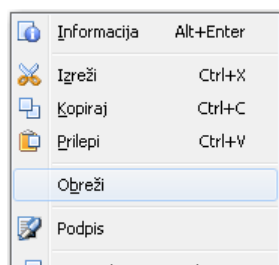 Informacija Alt+Enter
Izreži Ctrl+X
Kopiraj Ctrl+C
Prilepi Ctrl+V
Obreži
Podpis